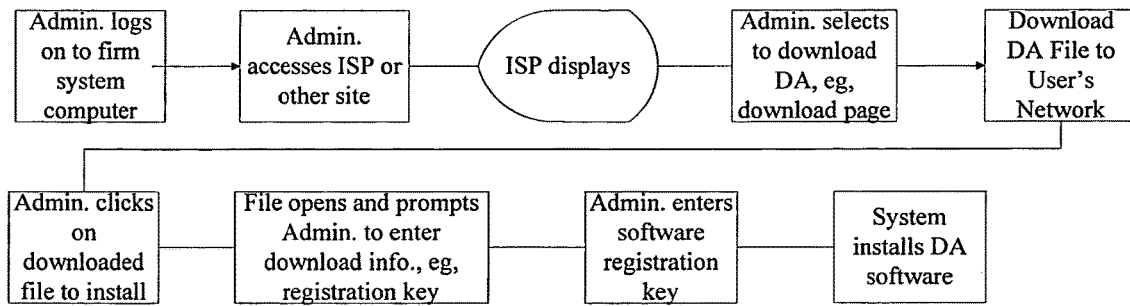 Admin. logs
on to firm
system
computer
Admin.
accesses ISP or
other site
ISP displays
Admin. selects
to download
DA, eg,
download page
Download
DA File to
User's
Network
Admin. clicks
on
downloaded
file to install
File opens and prompts
Admin. to enter
download info., eg,
registration key
Admin. enters
software
registration
key
System
installs DA
software